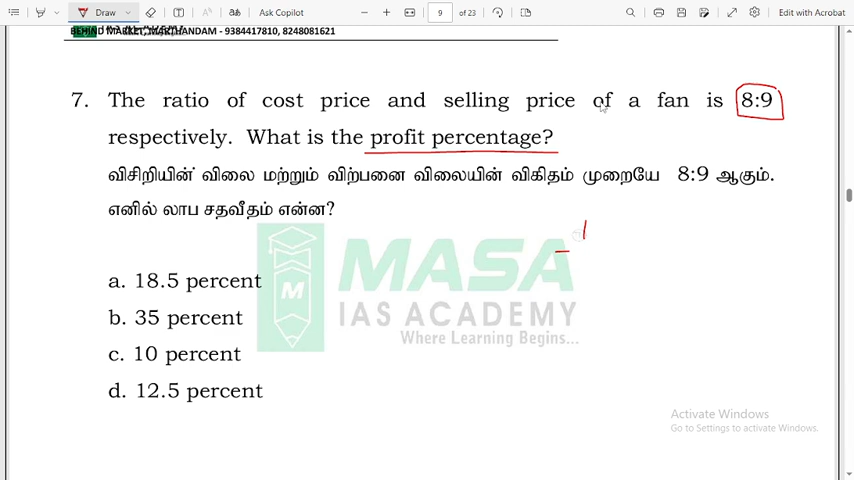 Draw
Ask Copilot
9 of 23
Edit with Acrobat
BEHIND MARKET, MARTHANDAM - 9384417810, 8248081621
7. The ratio of cost price and selling price of a fan is 8:9
respectively. What is the profit percentage?
விசிறியின் விலை மற்றும் விற்பனை விலையின் விகிதம் முறையே 8:9 ஆகும்.
எனில் லாப சதவீதம் என்ன?
a. 18.5 percent
b. 35 percent
c. 10 percent
d. 12.5 percent
M
MASA
IAS ACADEMY
Where Learning Begins...
Activate Windows
Go to Settings to activate Windows.